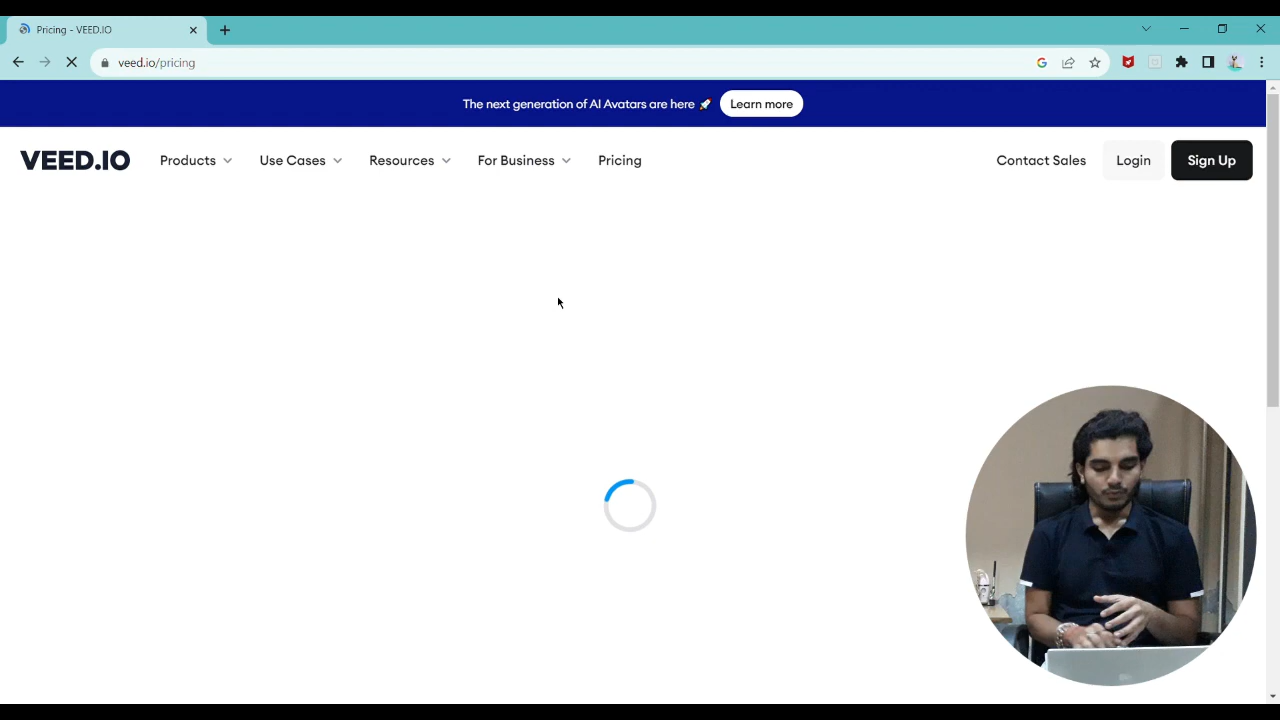 Pricing - VEED.IO
veed.io/pricing
The next generation of AI Avatars are here 🚀 Learn more
VEED.IO Products Use Cases Resources For Business Pricing Contact Sales Login Sign Up